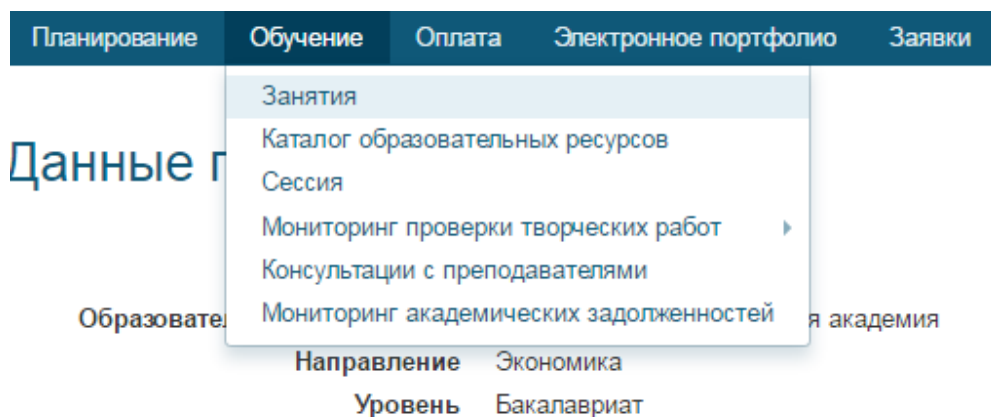 Планирование Обучение Оплата Электронное портфолио Заявки
Занятия
Каталог образовательных ресурсов
Данные
Сессия
Мониторинг проверки творческих работ
Консультации с преподавателями
Мониторинг академических задолженностей
академия
Направление Экономика
Уровень Бакалавриат